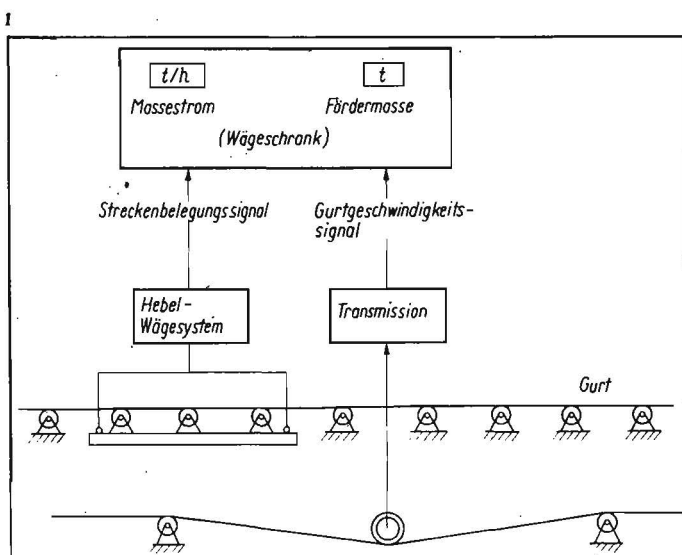 1
t/h
t
Massestrom
Fördermasse
(Wägeschrank)
Streckenbelegungssignal
Gurtgeschwindigkeits-
signal
Hebel-
Wägesystem
Transmission
Gurt